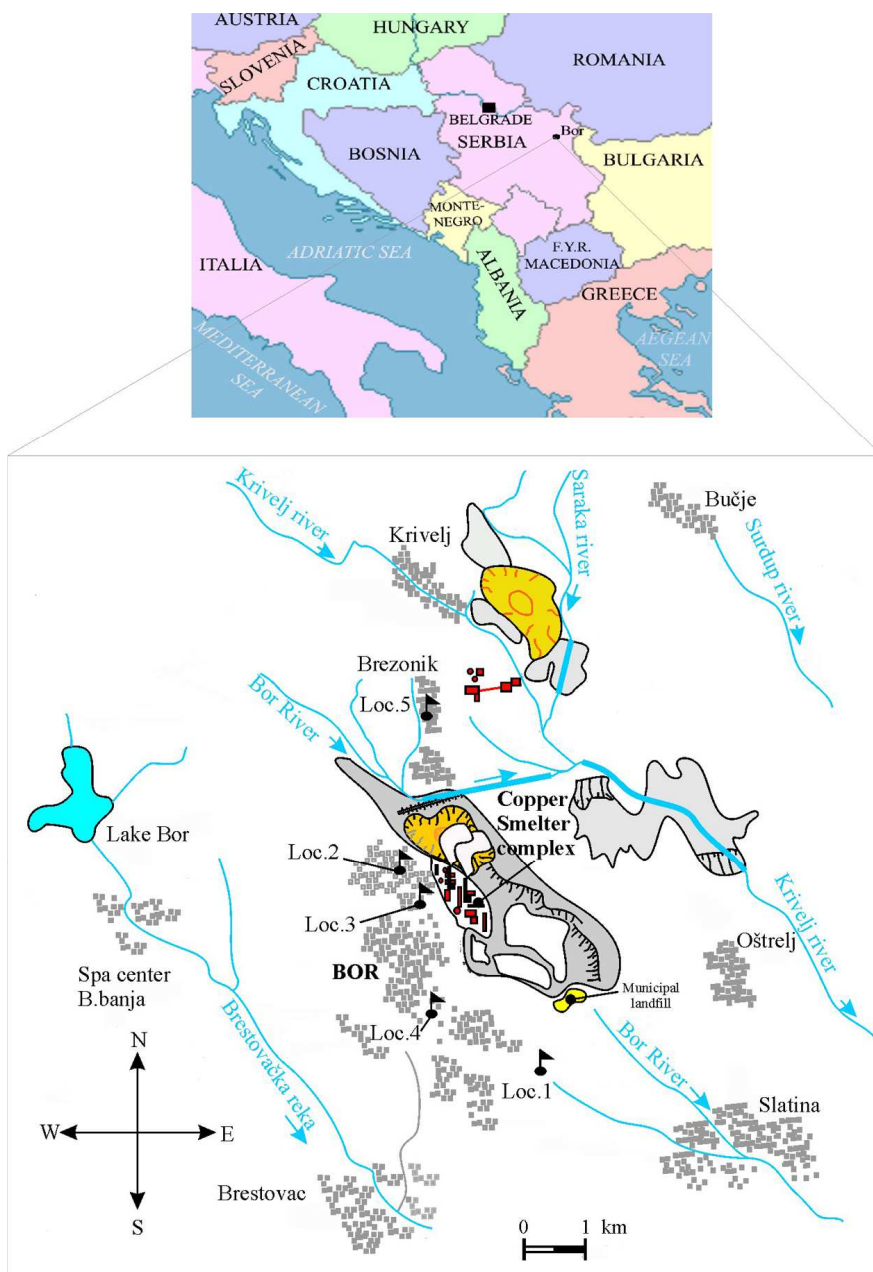 AUSTRIA
HUNGARY
SLOVENIA
ROMANIA
CROATIA
BELGRADE
SERBIA
Bor
BOSNIA
BULGARIA
MONTE-
NEGRO
ADRIATIC SEA
ITALIA
ALBANIA
F.Y.R.
MACEDONIA
GREECE
AEGEAN
SEA
MEDITERRANEAN
SEA
Krivelj river
Saraka river
Bučje
Krivelj
Surdup river
Brezonik
Loc.5
Bor River
Copper
Smelter
complex
Lake Bor
Loc.2
Loc.3
Krivelj river
Oštrelj
BOR
Spa center
B.banja
Municipal
landfill
Loc.4
Bor River
Loc.1
N
Slatina
Brestovačka reka
W
E
Brestovac
S
0 1 km